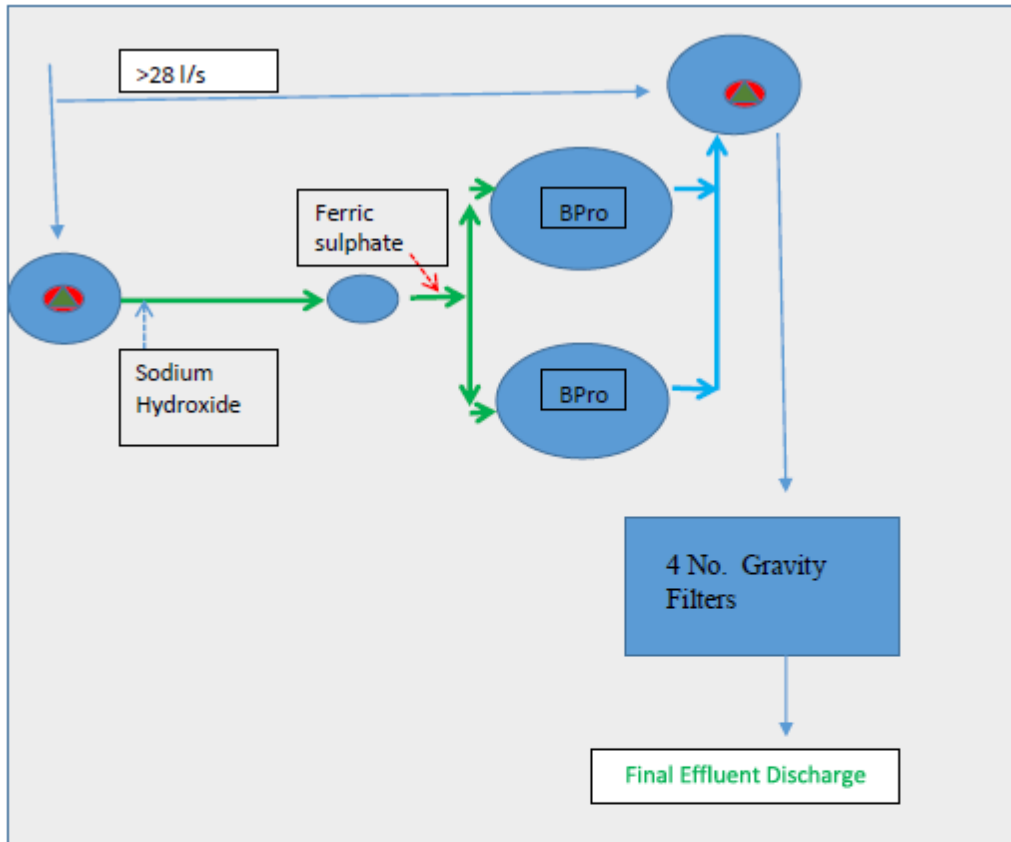 >28 l/s
Ferric
sulphate
BPro
BPro
Sodium
Hydroxide
4 No. Gravity
Filters
Final Effluent Discharge